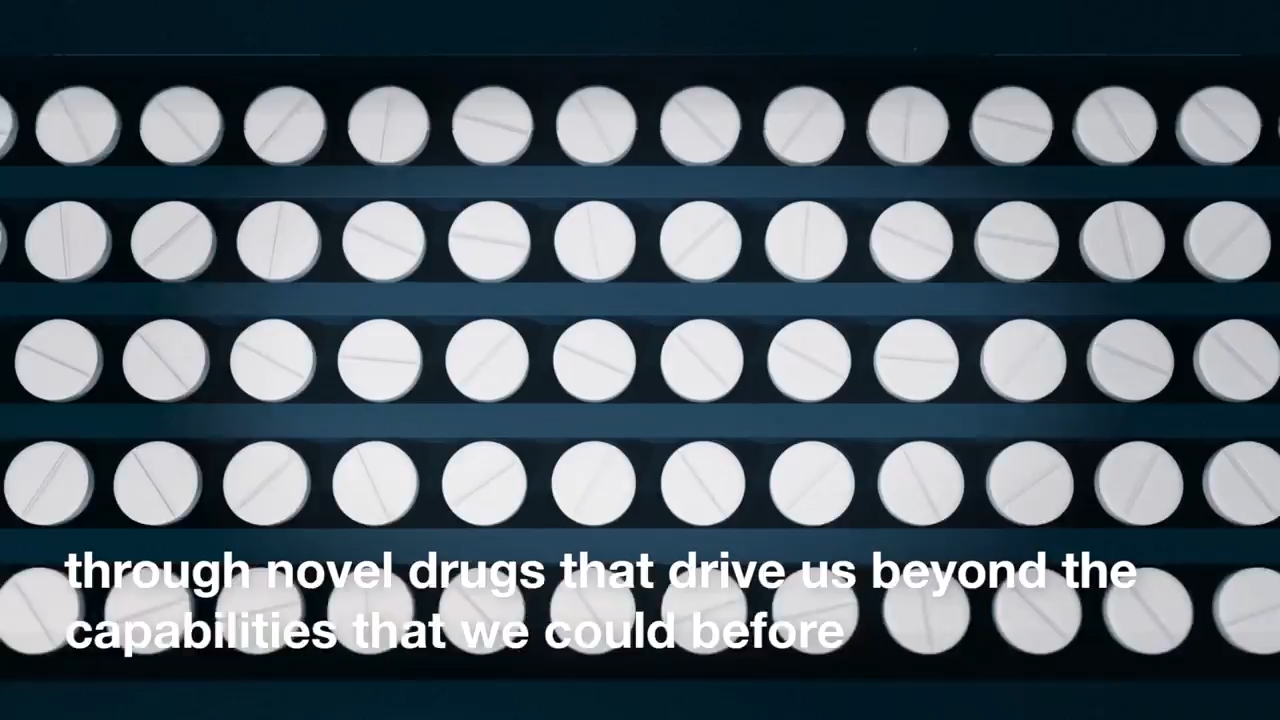 through novel drugs that drive us beyond the
capabilities that we could before